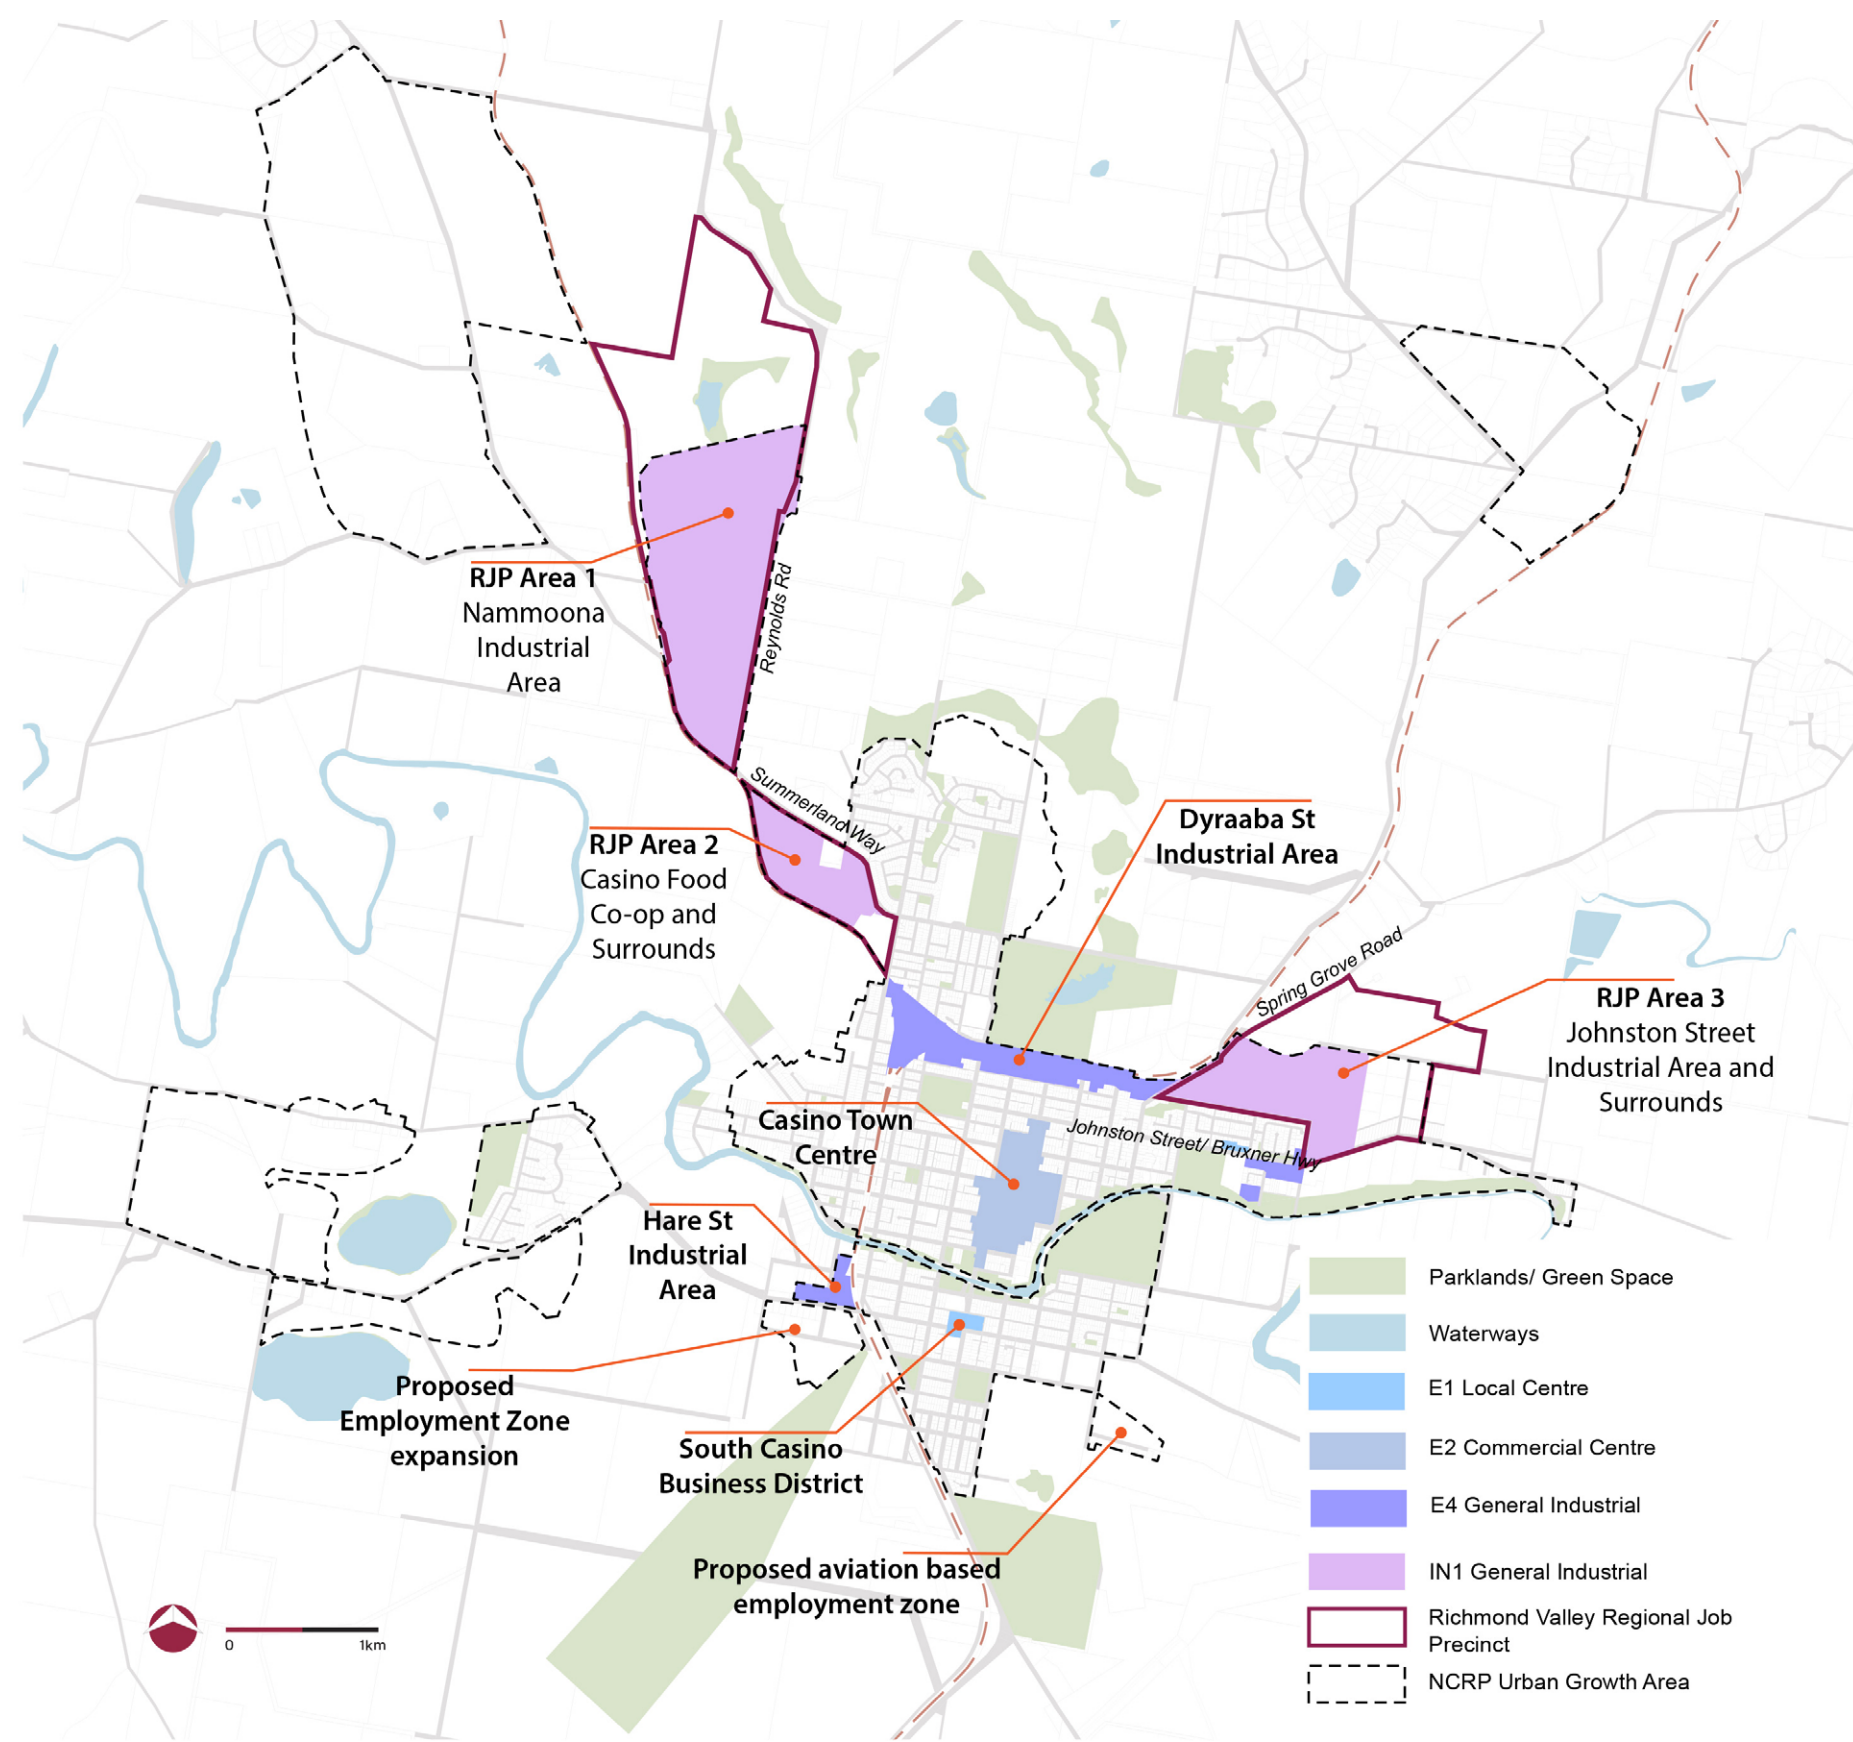 RJP Area 1
Nammoona
Industrial
Area
Reynolds Rd
Summerland Way
RJP Area 2
Casino Food
Co-op and
Surrounds
Dyraaba St
Industrial Area
Spring Grove Road
RJP Area 3
Johnston Street
Industrial Area and
Surrounds
Casino Town
Centre
Johnston Street/ Bruxner Hwy
Hare St
Industrial
Area
Proposed
Employment Zone
expansion
South Casino
Business District
Proposed aviation based
employment zone
0 1km
Parklands/ Green Space
Waterways
E1 Local Centre
E2 Commercial Centre
E4 General Industrial
IN1 General Industrial
Richmond Valley Regional Job
Precinct
NCRP Urban Growth Area